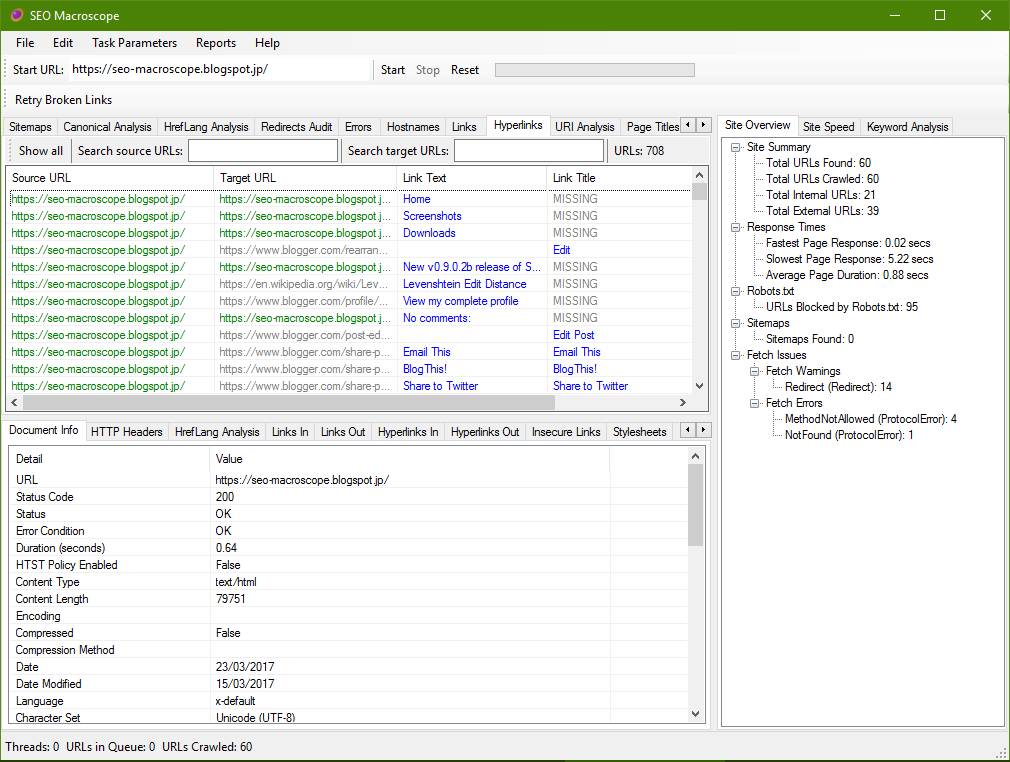 SEO Macroscope
File Edit Task Parameters Reports Help
Start URL: https://seo-macroscope.blogspot.jp/ Start Stop Reset
Retry Broken Links
Sitemaps Canonical Analysis HrefLang Analysis Redirects Audit Errors Hostnames Links Hyperlinks URI Analysis Page Titles
Show all Search source URLs: Search target URLs: URLs: 708
Source URL Target URL Link Text Link Title
https://seo-macroscope.blogspot.jp/ https://seo-macroscope.blogspot.j... Home MISSING
https://seo-macroscope.blogspot.jp/ https://seo-macroscope.blogspot.j... Screenshots MISSING
https://seo-macroscope.blogspot.jp/ https://seo-macroscope.blogspot.j... Downloads MISSING
https://seo-macroscope.blogspot.jp/ https://www.blogger.com/rearran... Edit
https://seo-macroscope.blogspot.jp/ https://seo-macroscope.blogspot.j... New v0.9.0.2b release of S... MISSING
https://seo-macroscope.blogspot.jp/ https://en.wikipedia.org/wiki/Lev... Levenshtein Edit Distance MISSING
https://seo-macroscope.blogspot.jp/ https://www.blogger.com/profile/... View my complete profile MISSING
https://seo-macroscope.blogspot.jp/ https://seo-macroscope.blogspot.j... No comments: MISSING
https://seo-macroscope.blogspot.jp/ https://www.blogger.com/post-ed... Edit Post
https://seo-macroscope.blogspot.jp/ https://www.blogger.com/share-p... Email This Email This
https://seo-macroscope.blogspot.jp/ https://www.blogger.com/share-p... BlogThis! BlogThis!
https://seo-macroscope.blogspot.jp/ https://www.blogger.com/share-p... Share to Twitter Share to Twitter
Document Info HTTP Headers HrefLang Analysis Links In Links Out Hyperlinks In Hyperlinks Out Insecure Links Stylesheets
Detail Value
URL https://seo-macroscope.blogspot.jp/
Status Code 200
Status OK
Error Condition OK
Duration (seconds) 0.64
HTST Policy Enabled False
Content Type text/html
Content Length 79751
Encoding
Compressed False
Compression Method
Date 23/03/2017
Date Modified 15/03/2017
Language x-default
Character Set Unicode (UTF-8)
Site Overview Site Speed Keyword Analysis
Site Summary
Total URLs Found: 60
Total URLs Crawled: 60
Total Internal URLs: 21
Total External URLs: 39
Response Times
Fastest Page Response: 0.02 secs
Slowest Page Response: 5.22 secs
Average Page Duration: 0.88 secs
Robots.txt
URLs Blocked by Robots.txt: 95
Sitemaps
Sitemaps Found: 0
Fetch Issues
Fetch Warnings
Redirect (Redirect): 14
Fetch Errors
MethodNotAllowed (ProtocolError): 4
NotFound (ProtocolError): 1
Threads: 0 URLs in Queue: 0 URLs Crawled: 60